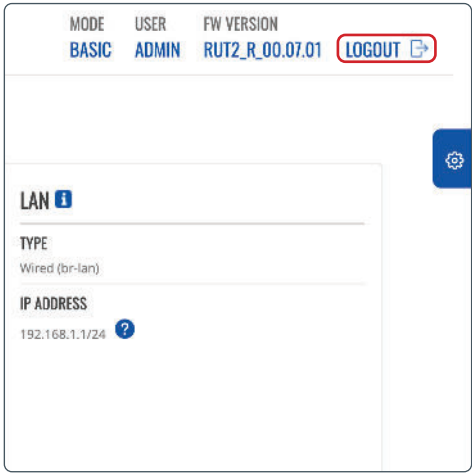 MODE USER FW VERSION
BASIC ADMIN RUT2_R_00.07.01 LOGOUT
LAN i
TYPE
Wired (br-lan)
IP ADDRESS
192.168.1.1/24 ?